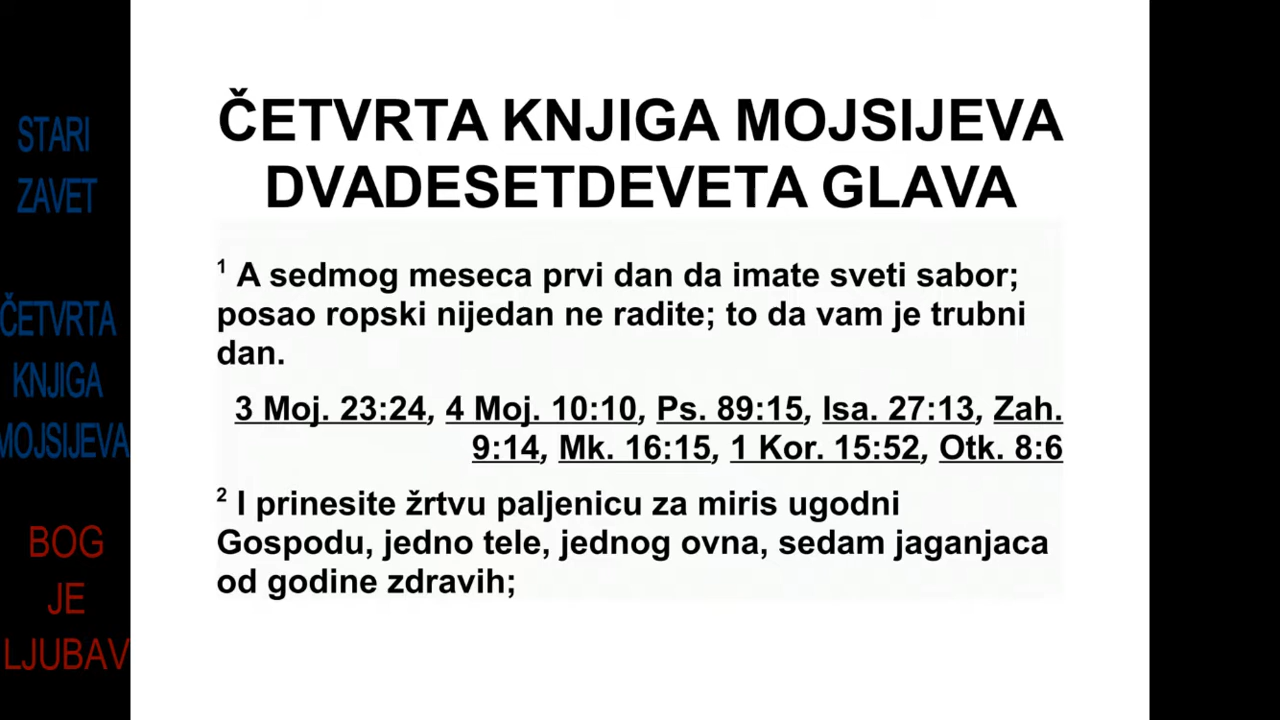 STARI
ZAVET
ČETVRTA
KNJIGA
MOJSIJEVA
BOG
JE
LJUBAV
ČETVRTA KNJIGA MOJSIJEVA
DVADESETDEVETA GLAVA
1 A sedmog meseca prvi dan da imate sveti sabor;
posao ropski nijedan ne radite; to da vam je trubni
dan.
3 Moj. 23:24, 4 Moj. 10:10, Ps. 89:15, Isa. 27:13, Zah.
9:14, Mk. 16:15, 1 Kor. 15:52, Otk. 8:6
2 I prinesite žrtvu paljenicu za miris ugodni
Gospodu, jedno tele, jednog ovna, sedam jaganjaca
od godine zdravih;